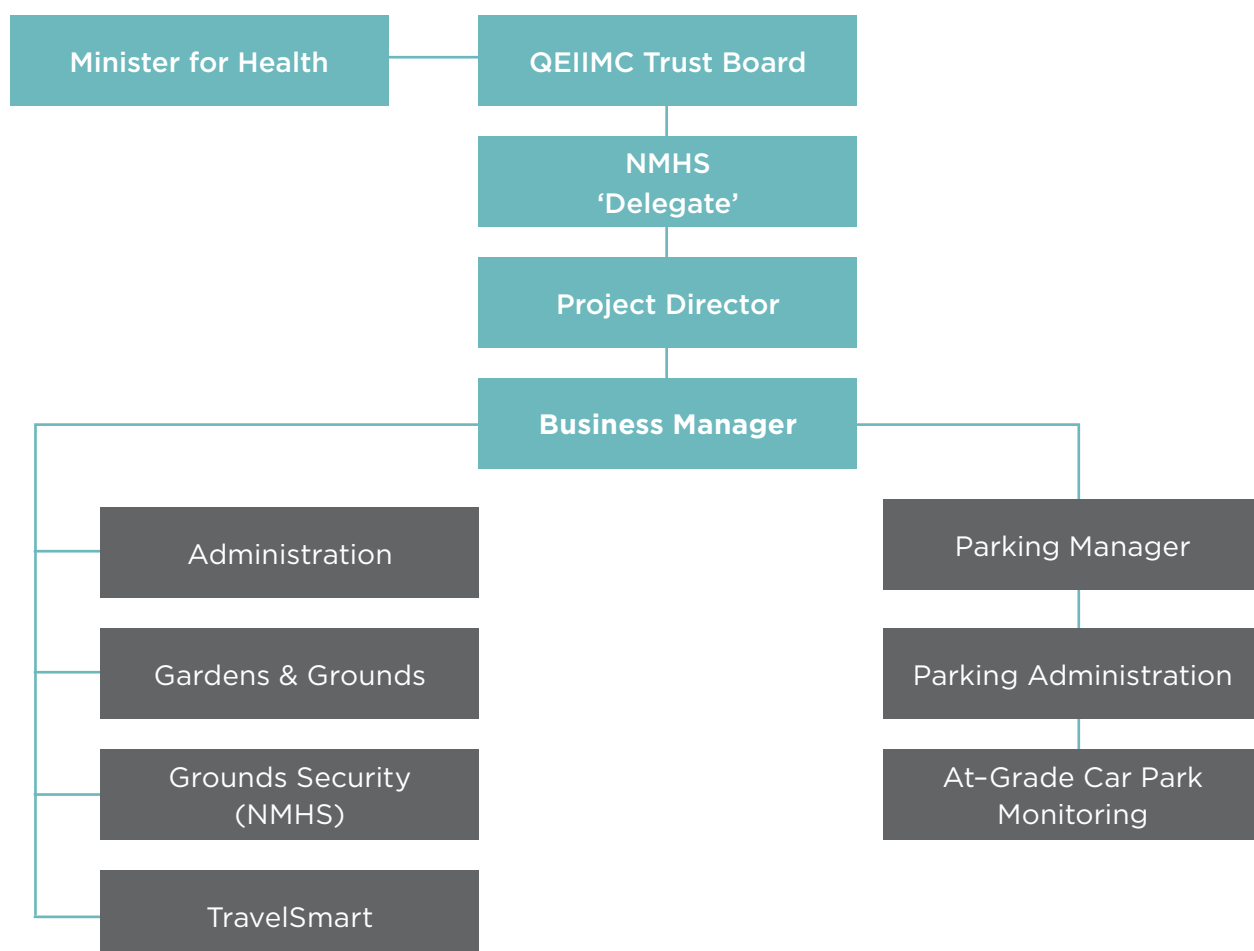 Minister for Health
QEIIMC Trust Board
NMHS
‘Delegate’
Project Director
Business Manager
Administration
Gardens & Grounds
Grounds Security
(NMHS)
TravelSmart
Parking Manager
Parking Administration
At–Grade Car Park
Monitoring